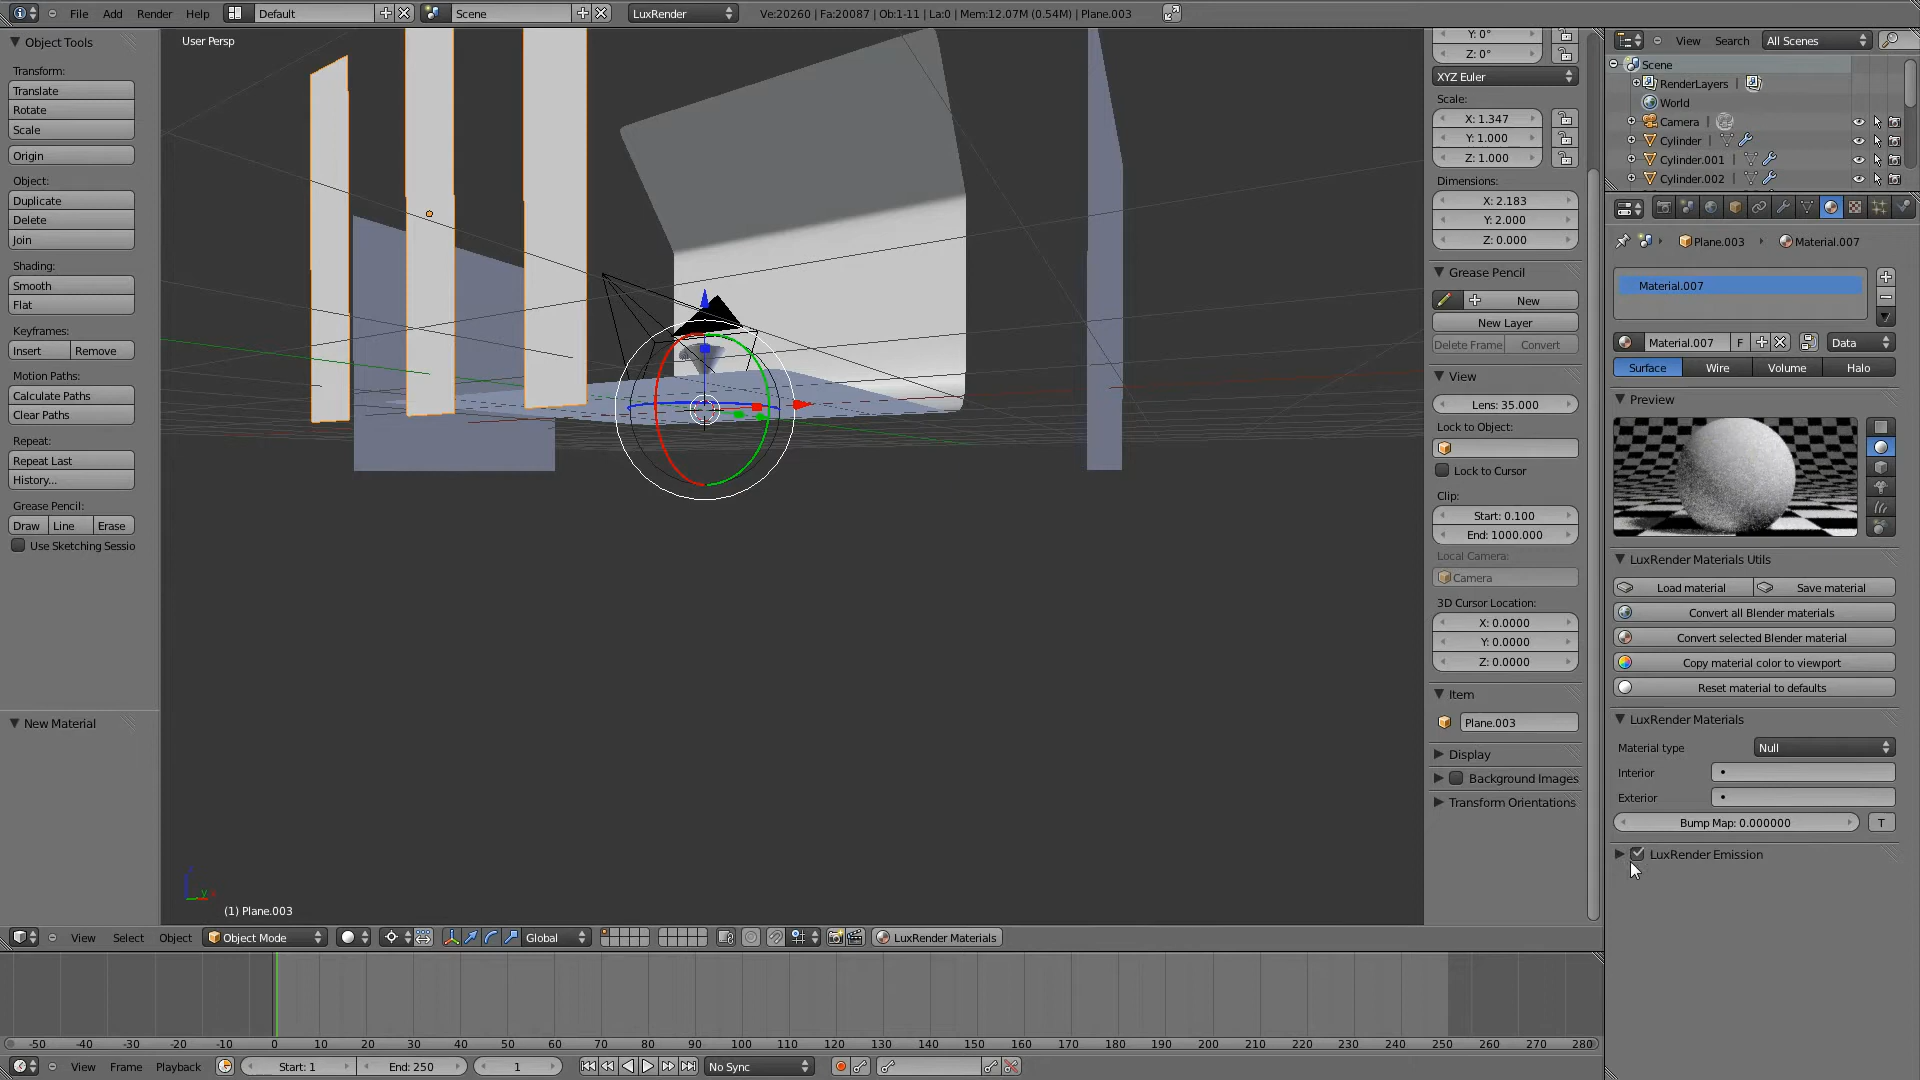 File Add Render Help Default Scene LuxRender Ve:20260 | Fa:20087 | Ob:1-11 | La:0 | Mem:12.07M (0.54M) | Plane.003
Object Tools
Transform:
Translate
Rotate
Scale
Origin
Object:
Duplicate
Delete
Join
Shading:
Smooth
Flat
Keyframes:
Insert Remove
Motion Paths:
Calculate Paths
Clear Paths
Repeat:
Repeat Last
History...
Grease Pencil:
Draw Line Erase
Use Sketching Sessio
New Material
User Persp
(1) Plane.003
Y: 0°
Z: 0°
XYZ Euler
Scale:
X: 1.347
Y: 1.000
Z: 1.000
Dimensions:
X: 2.183
Y: 2.000
Z: 0.000
Grease Pencil
New
New Layer
Delete Frame Convert
View
Lens: 35.000
Lock to Object:
Lock to Cursor
Clip:
Start: 0.100
End: 1000.000
Local Camera:
Camera
3D Cursor Location:
X: 0.0000
Y: 0.0000
Z: 0.0000
Item
Plane.003
Display
Background Images
Transform Orientations
View Search All Scenes
Scene
RenderLayers
World
Camera
Cylinder
Cylinder.001
Cylinder.002
Plane.003 Material.007
Material.007
Material.007 F Data
Surface Wire Volume Halo
Preview
LuxRender Materials Utils
Load material Save material
Convert all Blender materials
Convert selected Blender material
Copy material color to viewport
Reset material to defaults
LuxRender Materials
Material type Null
Interior
Exterior
Bump Map: 0.000000 T
LuxRender Emission
View Select Object Object Mode Global LuxRender Materials
-50 -40 -30 -20 -10 0 10 20 30 40 50 60 70 80 90 100 110 120 130 140 150 160 170 180 190 200 210 220 230 240 250 260 270 280
View Frame Playback Start: 1 End: 250 1 No Sync